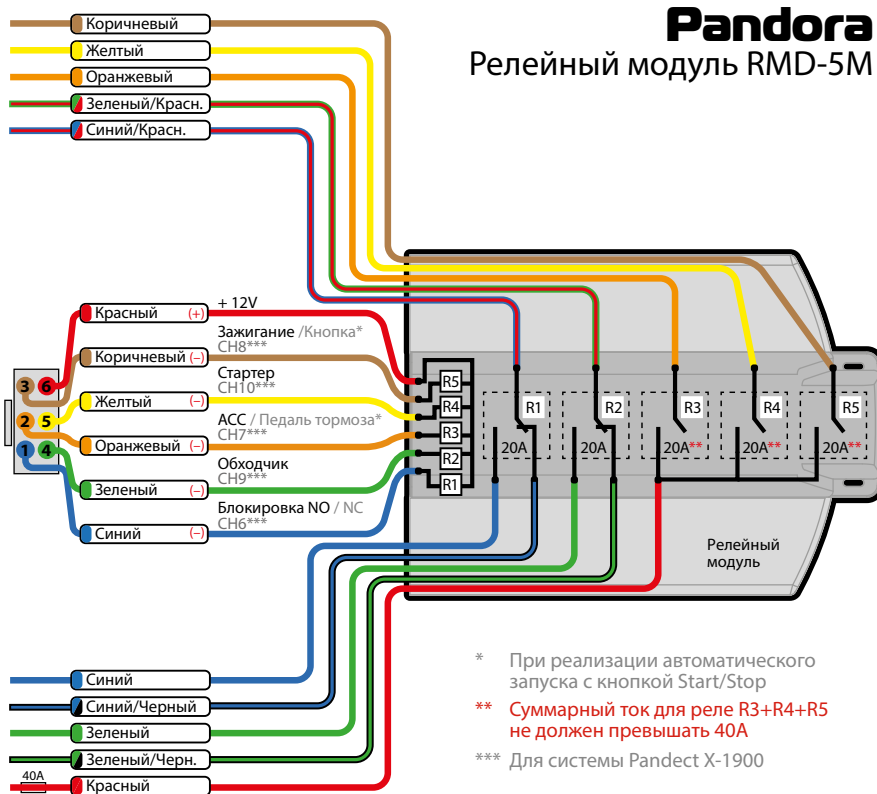 Pandora
Релейный модуль RMD-5M
Коричневый
Желтый
Оранжевый
Зеленый/Красн.
Синий/Красн.
+ 12V
Красный (+)
Зажигание /Кнопка*
CH8***
Коричневый (–)
Стартер
CH10***
Желтый (–)
ACC / Педаль тормоза*
CH7***
Оранжевый (–)
Обходчик
CH9***
Зеленый (–)
Блокировка NO / NC
CH6***
Синий (–)
3 6
2 5
1 4
R5
R4
R3
R2
R1
R1 R2 R3 R4 R5
20A 20A 20A** 20A** 20A**
Релейный
модуль
Синий
Синий/Черный
Зеленый
Зеленый/Черн.
40A
Красный
* При реализации автоматического
запуска с кнопкой Start/Stop
** Суммарный ток для реле R3+R4+R5
не должен превышать 40A
*** Для системы Pandect X-1900